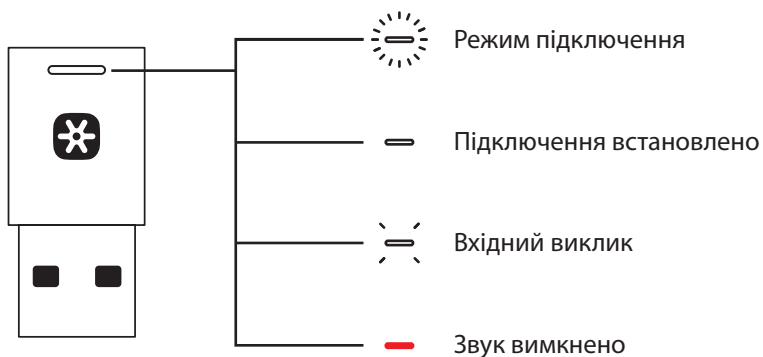 Режим підключення
Підключення встановлено
Вхідний виклик
Звук вимкнено